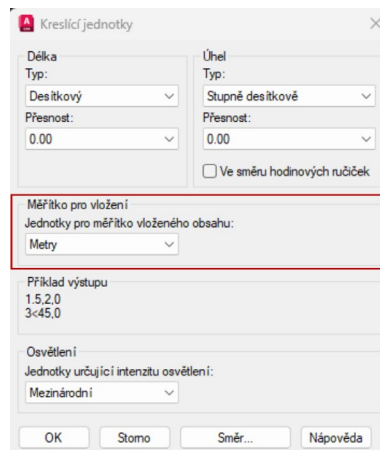 Kreslící jednotky
Délka
Typ:
Desítkový
Přesnost:
0.00
Úhel
Typ:
Stupně desítkově
Přesnost:
0.00
Ve směru hodinových ručiček
Měřítko pro vložení
Jednotky pro měřítko vloženého obsahu:
Metry
Příklad výstupu
1.5,2,0
3<45,0
Osvětlení
Jednotky určující intenzitu osvětlení:
Mezinárodní
OK Storno Směr... Nápověda